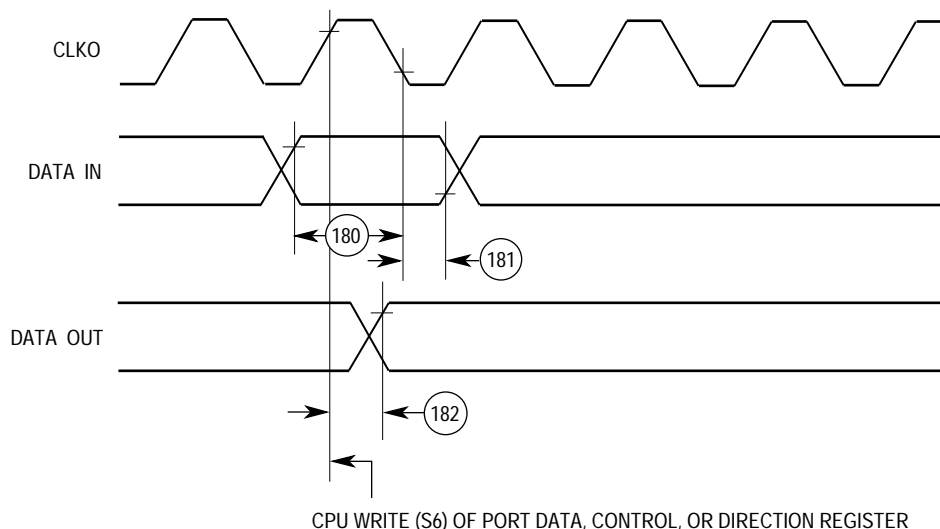 CLKO
DATA IN
180
181
DATA OUT
182
CPU WRITE (S6) OF PORT DATA, CONTROL, OR DIRECTION REGISTER